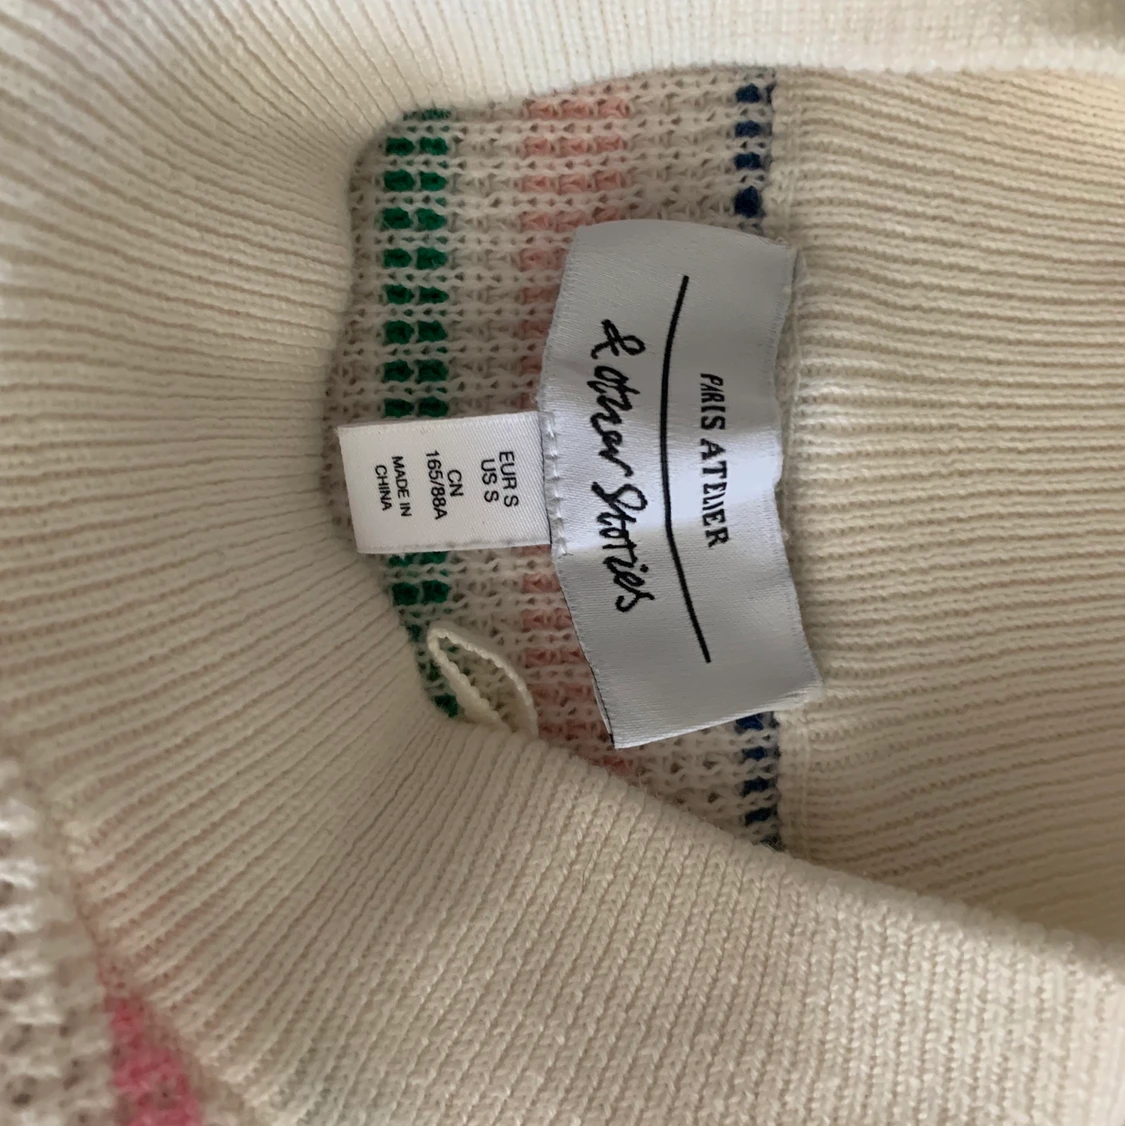 PARIS ATELIER
& other Stories
EUR S
US S
CN
165/88A
MADE IN
CHINA